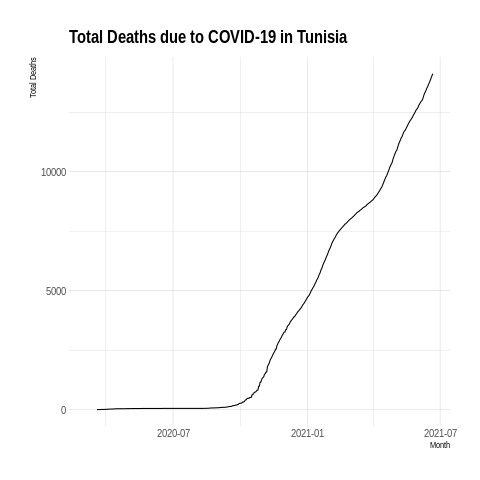 Total Deaths due to COVID-19 in Tunisia
Total Deaths
10000
5000
0
2020-07
2021-01
2021-07
Month